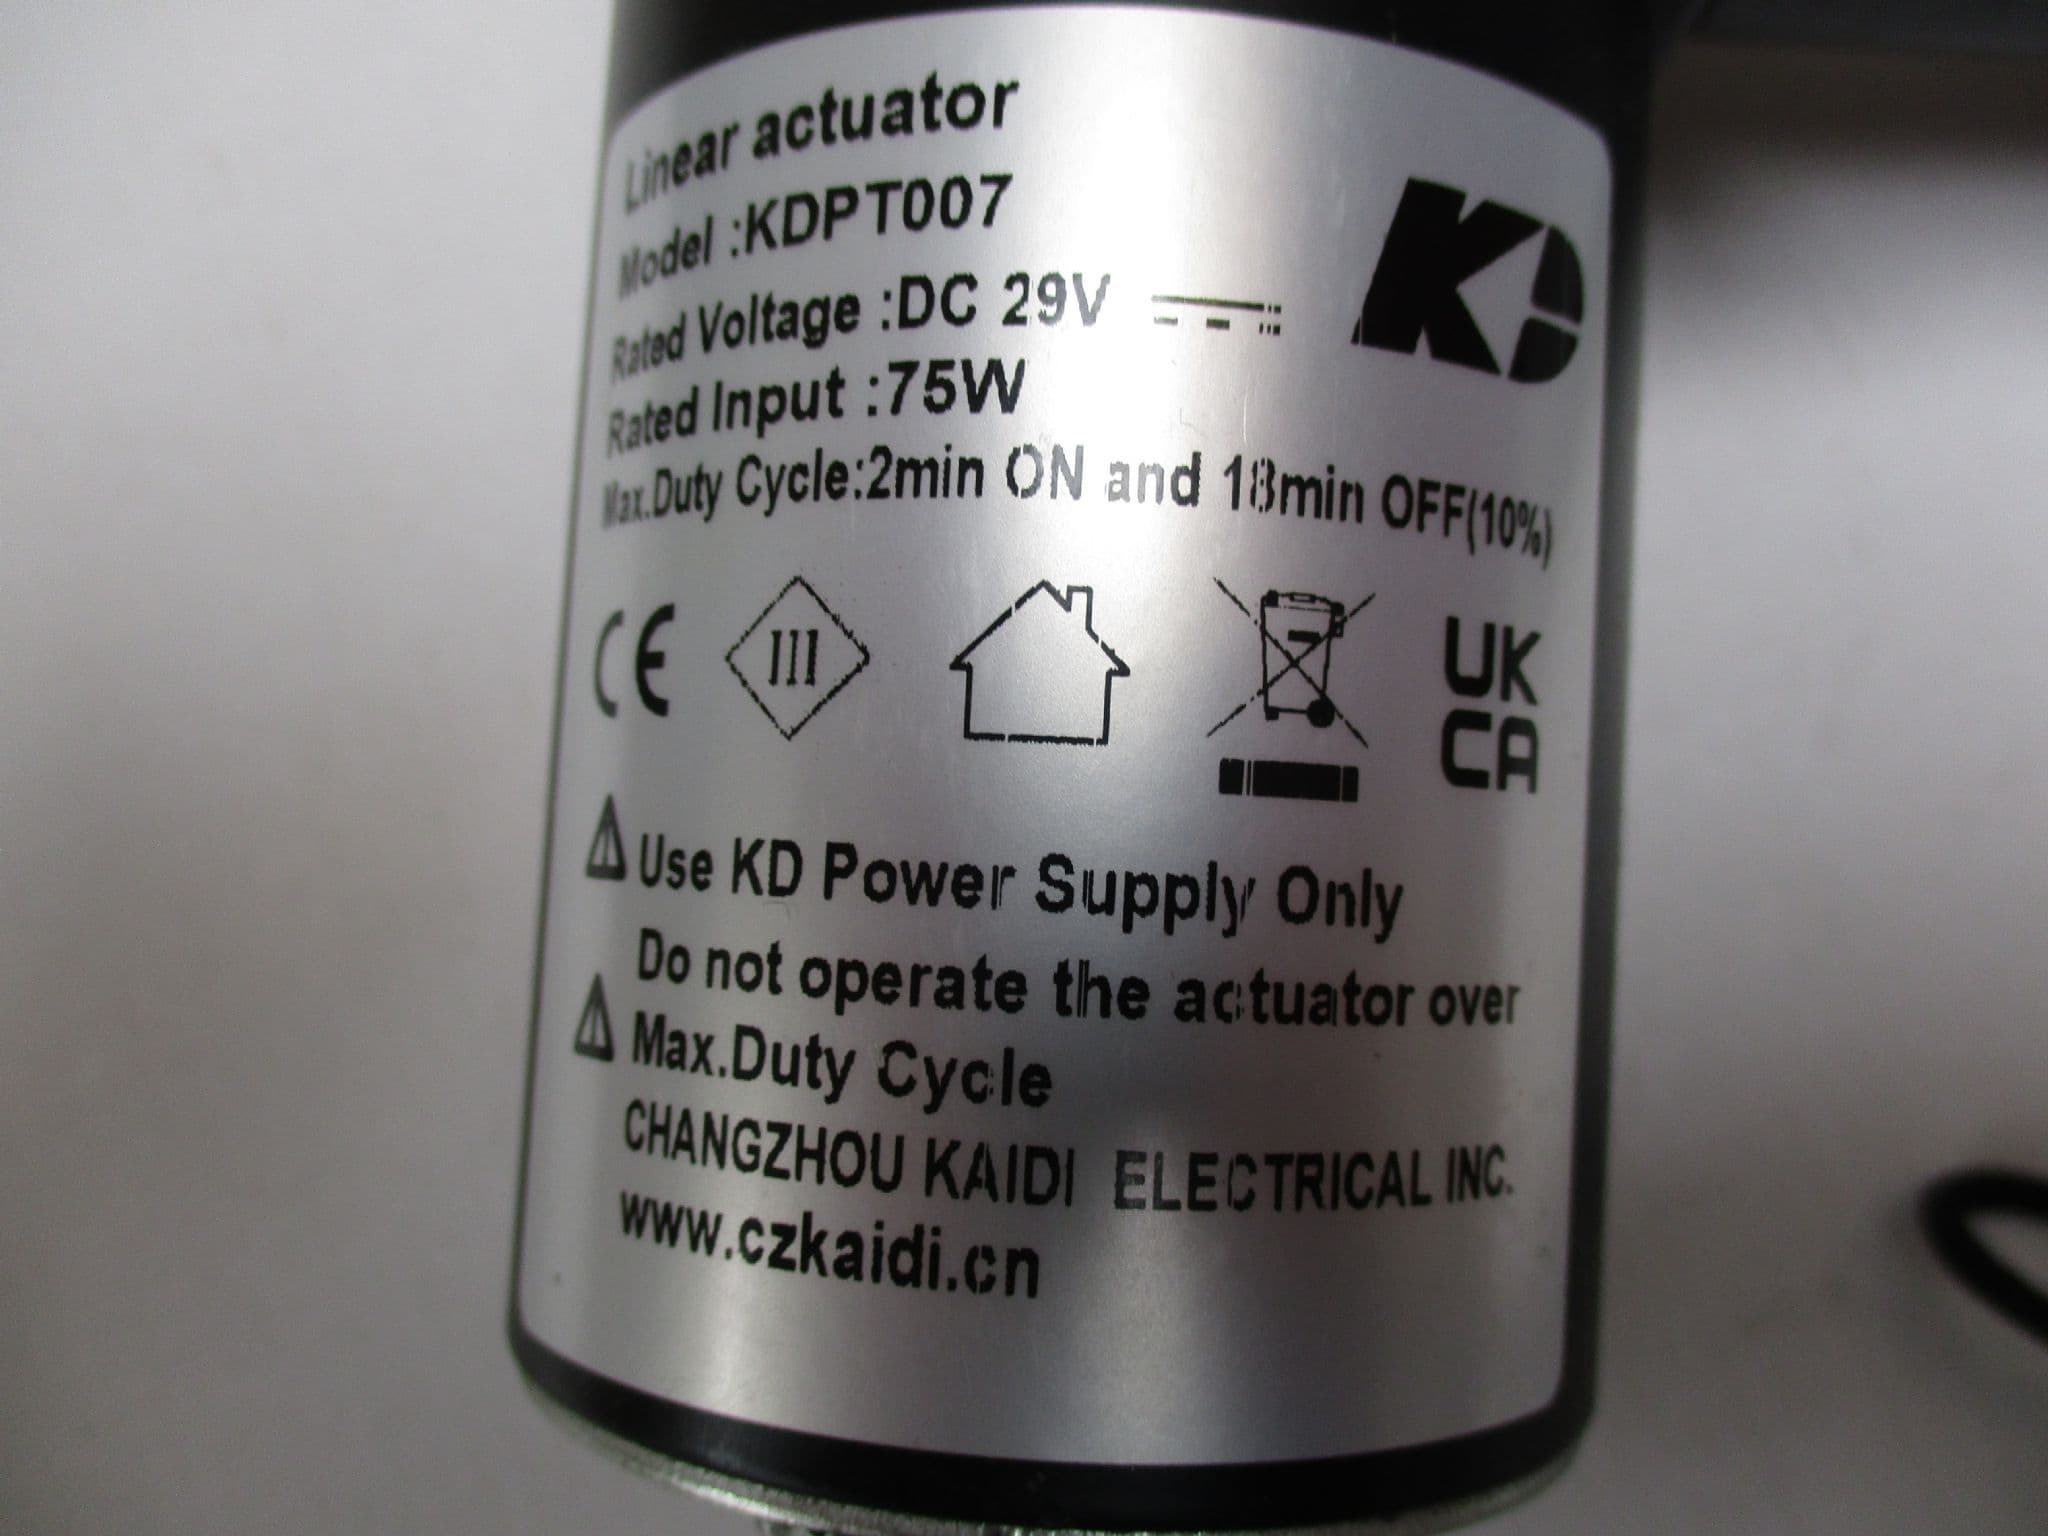 Linear actuator
Model :KDPT007
KD
Rated Voltage :DC 29V
Rated Input :75W
Max.Duty Cycle:2min ON and 18min OFF(10%)
CE
III
UK
CA
Use KD Power Supply Only
Do not operate the actuator over
Max.Duty Cycle
CHANGZHOU KAIDI ELECTRICAL INC.
www.czkaidi.cn